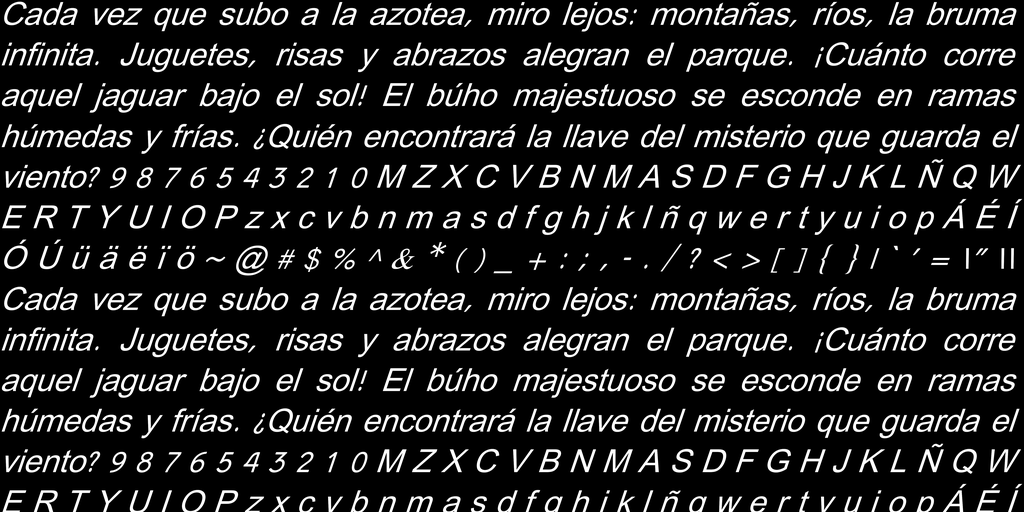 Cada vez que subo a la azotea, miro lejos: montañas, ríos, la bruma
infinita. Juguetes, risas y abrazos alegran el parque. ¡Cuánto corre
aquel jaguar bajo el sol! El búho majestuoso se esconde en ramas
húmedas y frías. ¿Quién encontrará la llave del misterio que guarda el
viento? 9 8 7 6 5 4 3 2 1 0 M Z X C V B N M A S D F G H J K L Ñ Q W
E R T Y U I O P z x c v b n m a s d f g h j k l ñ q w e r t y u i o p Á É Í
Ó Ú ü ä ë ï ö ~ @ # $ % ^ & * ( ) _ + : ; , - . / ? < > [ ] { } | ` ´ = \" \\
Cada vez que subo a la azotea, miro lejos: montañas, ríos, la bruma
infinita. Juguetes, risas y abrazos alegran el parque. ¡Cuánto corre
aquel jaguar bajo el sol! El búho majestuoso se esconde en ramas
húmedas y frías. ¿Quién encontrará la llave del misterio que guarda el
viento? 9 8 7 6 5 4 3 2 1 0 M Z X C V B N M A S D F G H J K L Ñ Q W
E R T Y U I O P z x c v b n m a s d f g h j k l ñ q w e r t y u i o p Á É Í